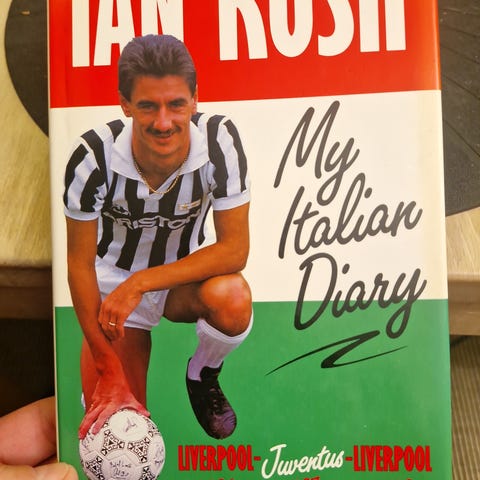 IAN RUSH
My
Italian
Diary
ARISTON
LIVERPOOL-Juventus-LIVERPOOL